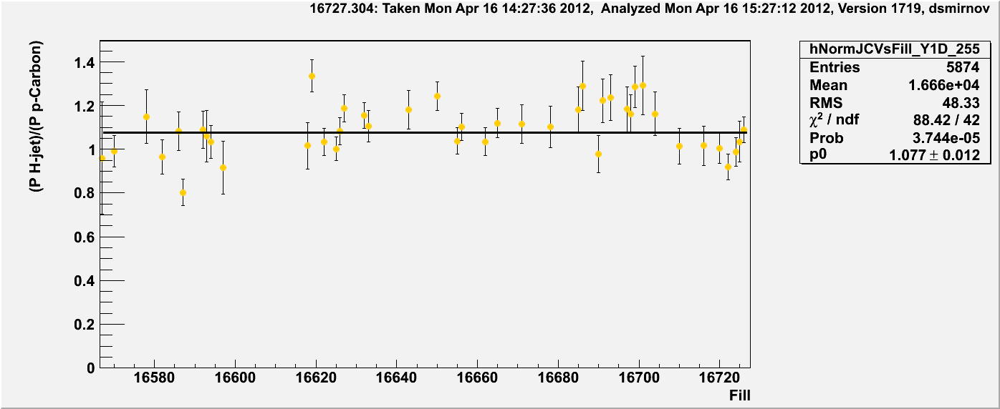 16727.304: Taken Mon Apr 16 14:27:36 2012, Analyzed Mon Apr 16 15:27:12 2012, Version 1719, dsmirnov
(P H-jet)/(P p-Carbon)
1.4
1.2
1
0.8
0.6
0.4
0.2
0
16580 16600 16620 16640 16660 16680 16700 16720
Fill
hNormJCVsFill_Y1D_255
Entries 5874
Mean 1.666e+04
RMS 48.33
χ² / ndf 88.42 / 42
Prob 3.744e-05
p0 1.077 ± 0.012